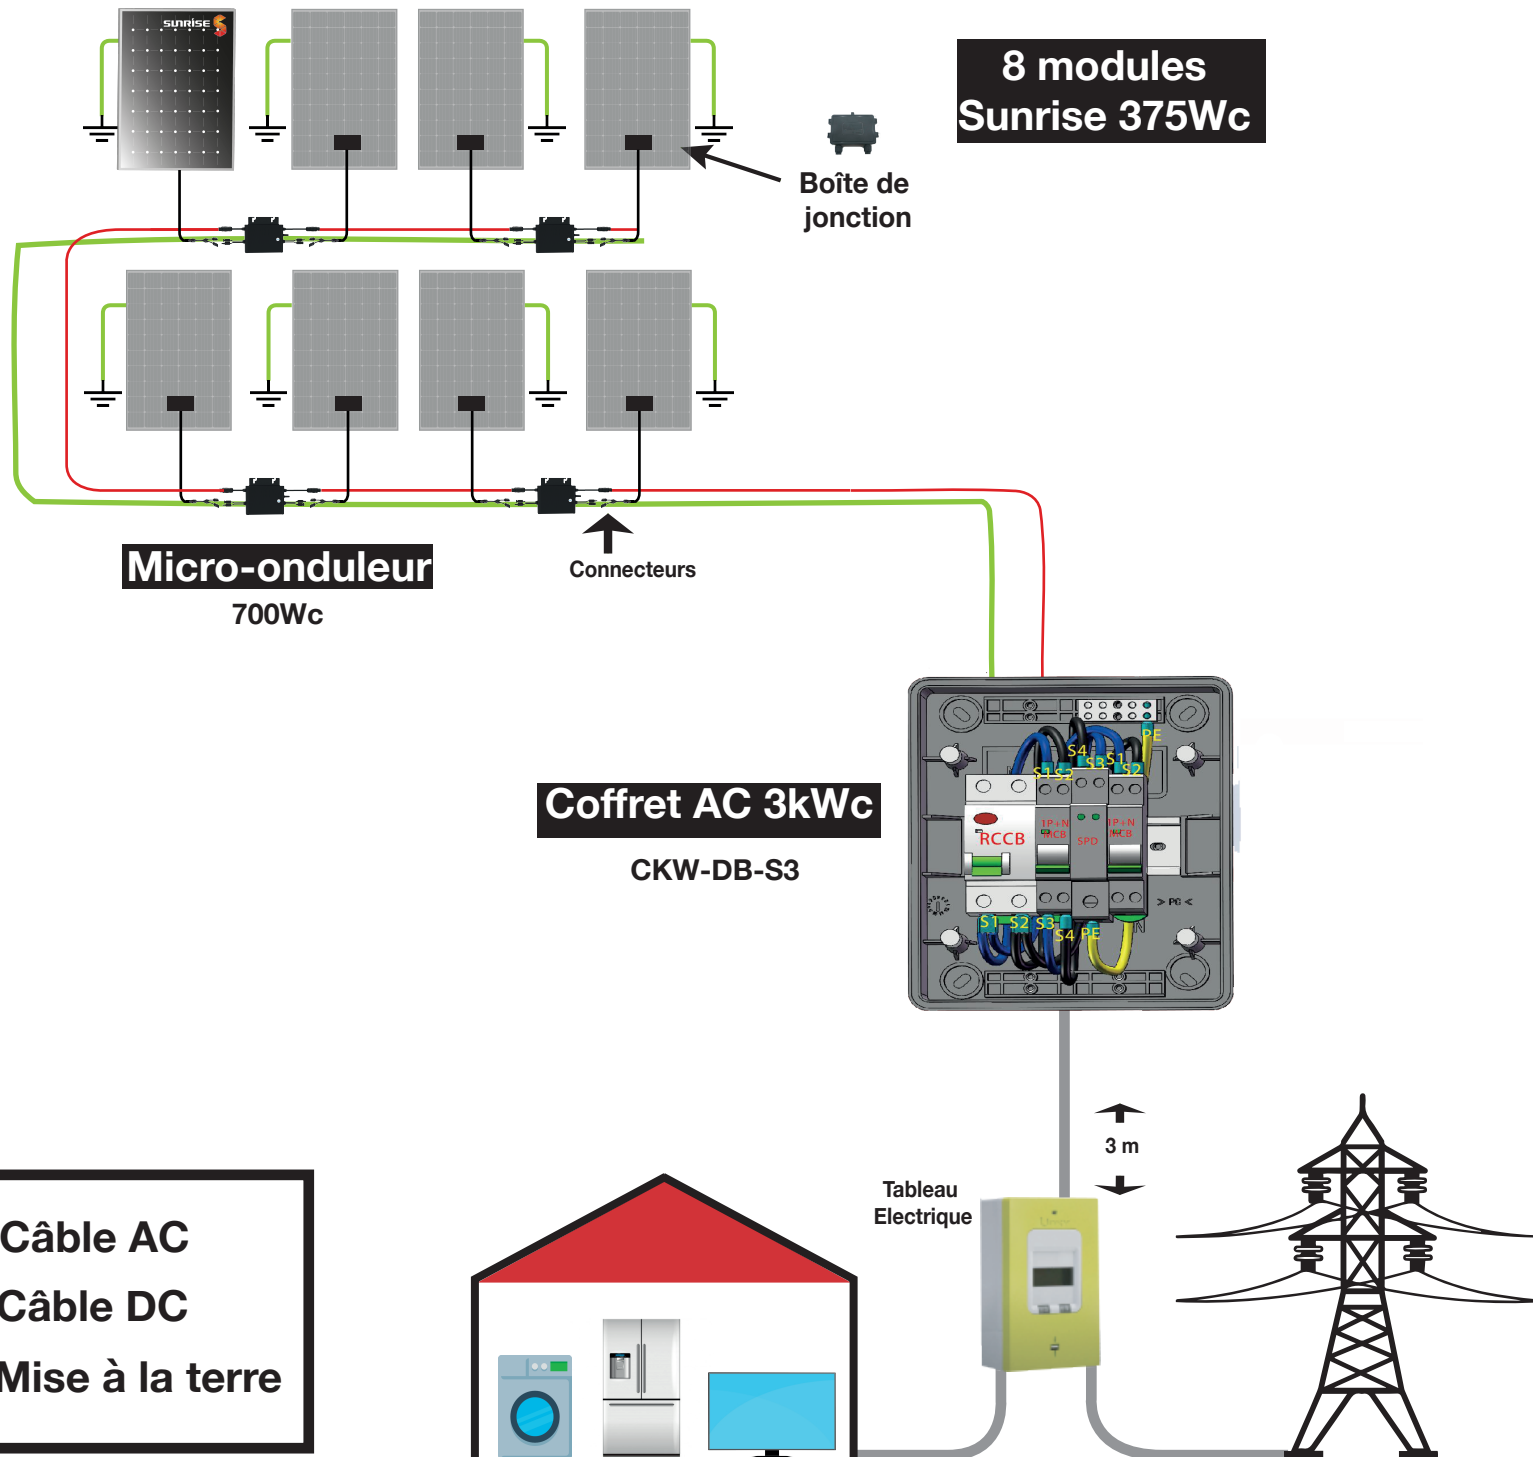 sunrise
8 modules
Sunrise 375Wc
Boîte de
jonction
Micro-onduleur
700Wc
Connecteurs
Coffret AC 3kWc
CKW-DB-S3
PE
S4
S3
S1
S1
S2
S2
RCCB
1P+N
MCB
SPD
1P+N
MCB
> PG <
S1
S2
S3
S4
PE
N
3 m
Tableau
Electrique
Câble AC
Câble DC
Mise à la terre